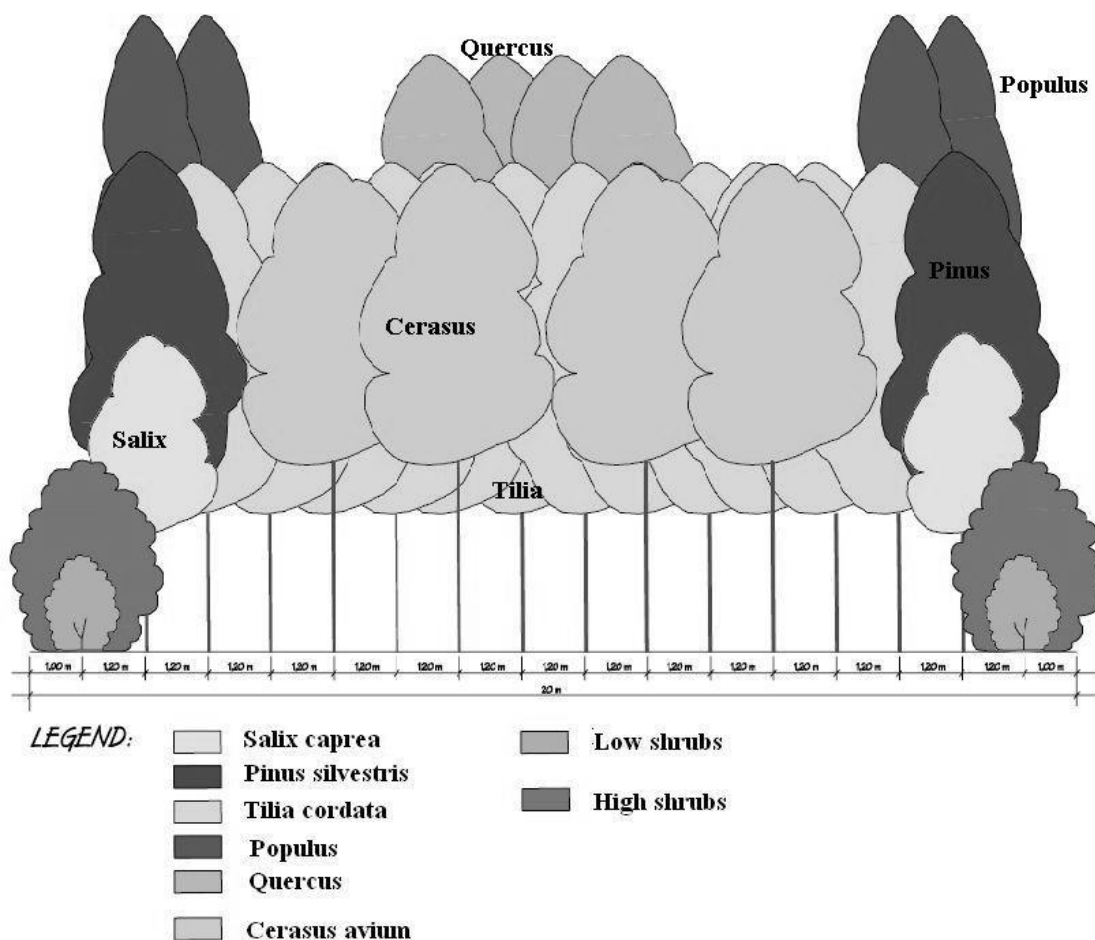 Quercus
Populus
Pinus
Cerasus
Salix
Tilia
1,00 m 1,20 m 1,20 m 1,20 m 1,20 m 1,20 m 1,20 m 1,20 m 1,20 m 1,20 m 1,20 m 1,20 m 1,20 m 1,20 m 1,20 m 1,20 m 1,00 m
20 m
LEGEND:
Salix caprea
Pinus silvestris
Tilia cordata
Populus
Quercus
Cerasus avium
Low shrubs
High shrubs